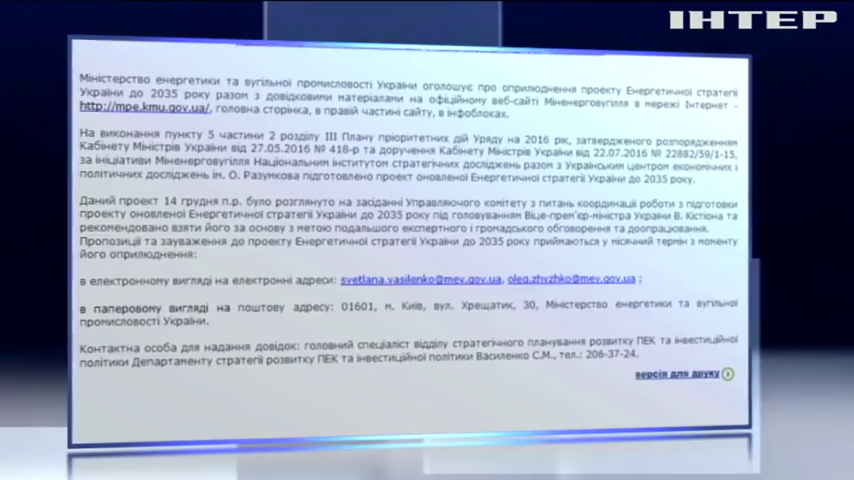 ІНТЕР
Міністерство енергетики та вугільної промисловості України оголошує про оприлюднення проекту Енергетичної стратегії
України до 2035 року разом з довідковими матеріалами на офіційному веб-сайті Міненерговугілля в мережі Інтернет -
http://mpe.kmu.gov.ua/, головна сторінка, в правій частині сайту, в інфоблоках.
На виконання пункту 5 частини 2 розділу III Плану пріоритетних дій Уряду на 2016 рік, затвердженого розпорядженням
Кабінету Міністрів України від 27.05.2016 № 418-р та доручення Кабінету Міністрів України від 22.07.2016 № 22882/59/1-15,
за ініціативи Міненерговугілля Національним інститутом стратегічних досліджень разом з Українським центром економічних і
політичних досліджень ім. О. Разумкова підготовлено проект оновленої Енергетичної стратегії України до 2035 року.
Даний проект 14 грудня п.р. було розглянуто на засіданні Управляючого комітету з питань координації роботи з підготовки
проекту оновленої Енергетичної стратегії України до 2035 року під головуванням Віце-прем'єр-міністра України В. Кістіона та
рекомендовано взяти його за основу з метою подальшого експертного і громадського обговорення та доопрацювання.
Пропозиції та зауваження до проекту Енергетичної стратегії України до 2035 року приймаються у місячний термін з моменту
його оприлюднення:
в електронному вигляді на електронні адреси: svetlana.vasilenko@mev.gov.ua, oleg.zhyzhko@mev.gov.ua ;
в паперовому вигляді на поштову адресу: 01601, м. Київ, вул. Хрещатик, 30, Міністерство енергетики та вугільної
промисловості України.
Контактна особа для надання довідок: головний спеціаліст відділу стратегічного планування розвитку ПЕК та інвестиційної
політики Департаменту стратегії розвитку ПЕК та інвестиційної політики Василенко С.М., тел.: 206-37-24.
версія для друку